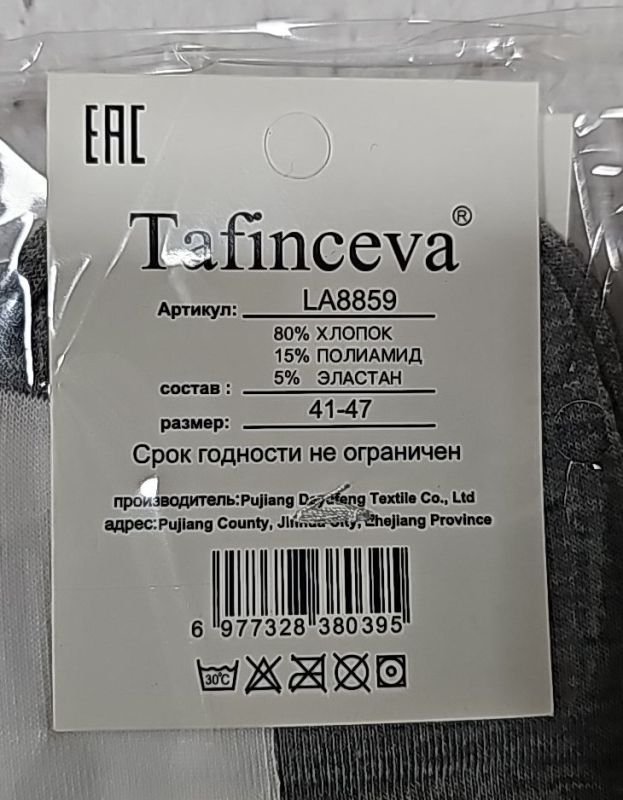 EAC
Tafinceva®
Артикул: LA8859
80% ХЛОПОК
15% ПОЛИАМИД
состав : 5% ЭЛАСТАН
размер: 41-47
Срок годности не ограничен
производитель:Pujiang Textile Co., Ltd
адрес:Pujiang County, Zhejiang Province
6 977328 380395
30°C